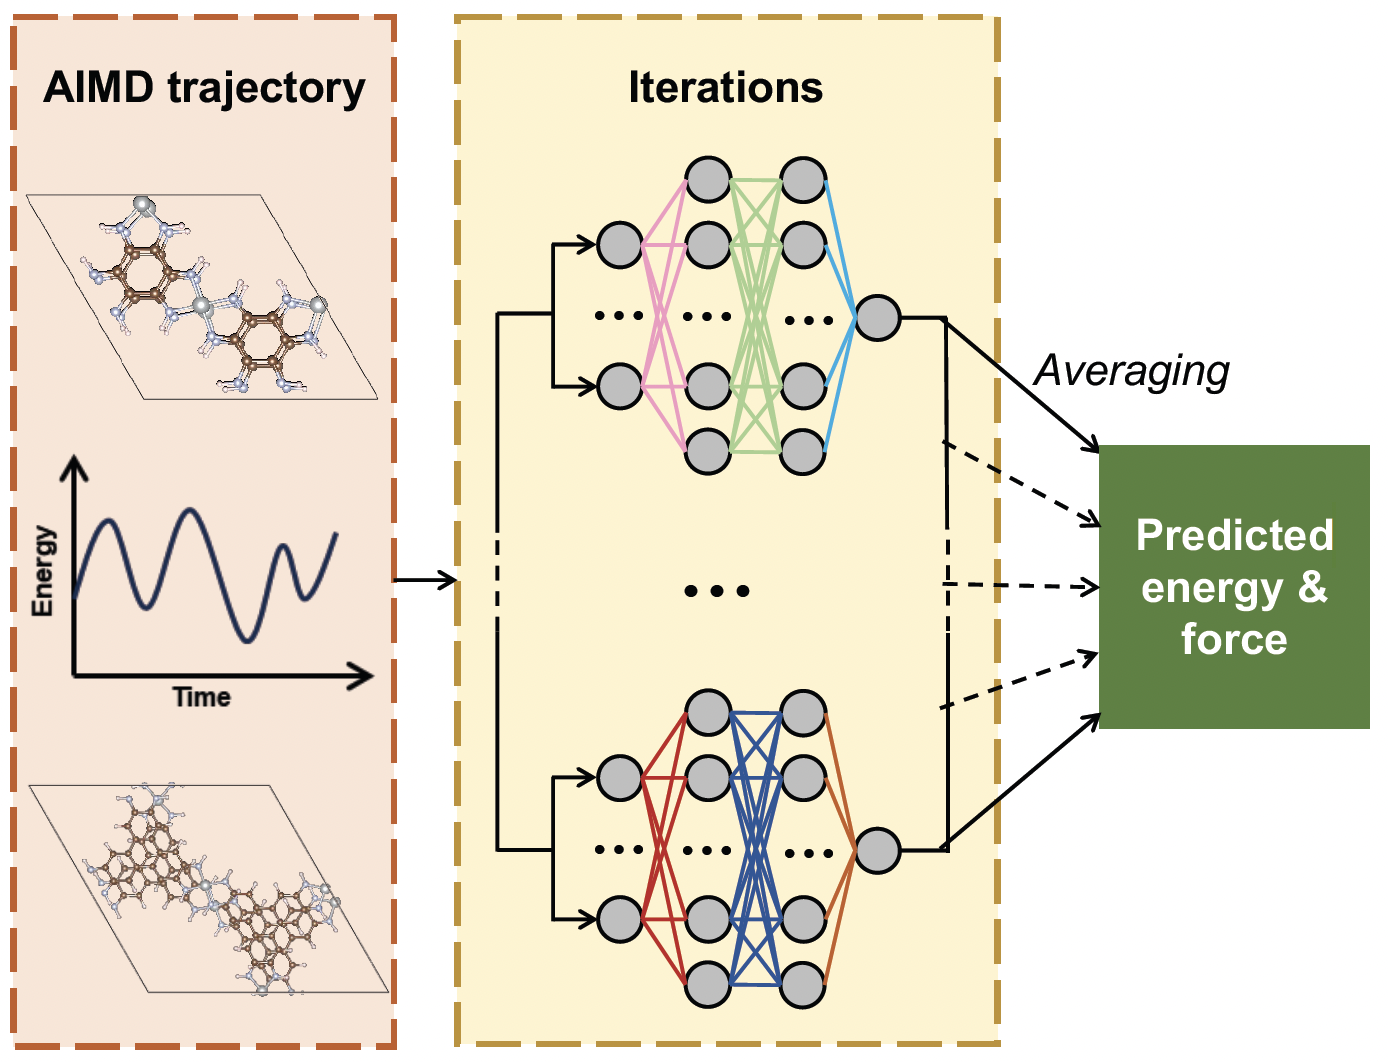 AIMD trajectory
Iterations
Averaging
Energy
Time
Predicted
energy &
force